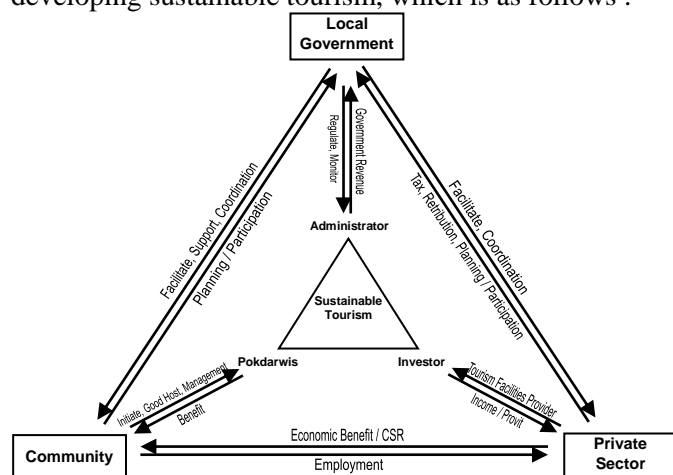 developing sustainable tourism, which is as follows :
Local
Government
Regulate, Monitor
Government Revenue
Facilitate, Support, Coordination
Planning / Participation
Facilitate, Coordination
Tax, Retribution, Planning / Participation
Administrator
Sustainable
Tourism
Pokdarwis
Investor
Initiate, Good Host, Management
Benefit
Tourism Facilities Provider
Income / Provit
Economic Benefit / CSR
Employment
Community
Private
Sector